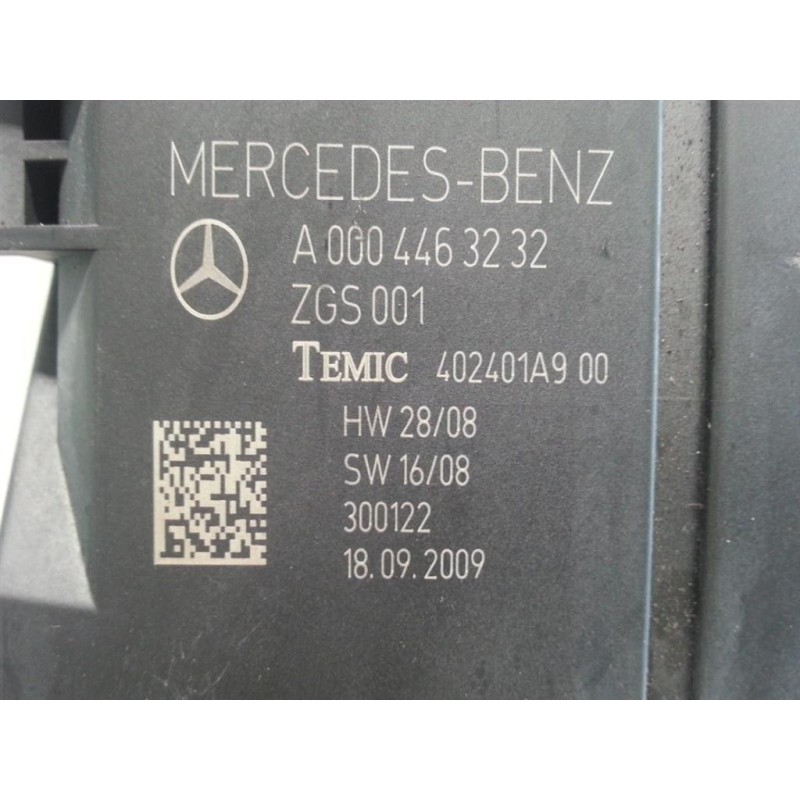 MERCEDES-BENZ
A 000 446 32 32
ZGS 001
TEMIC 402401A9 00
HW 28/08
SW 16/08
300122
18.09.2009